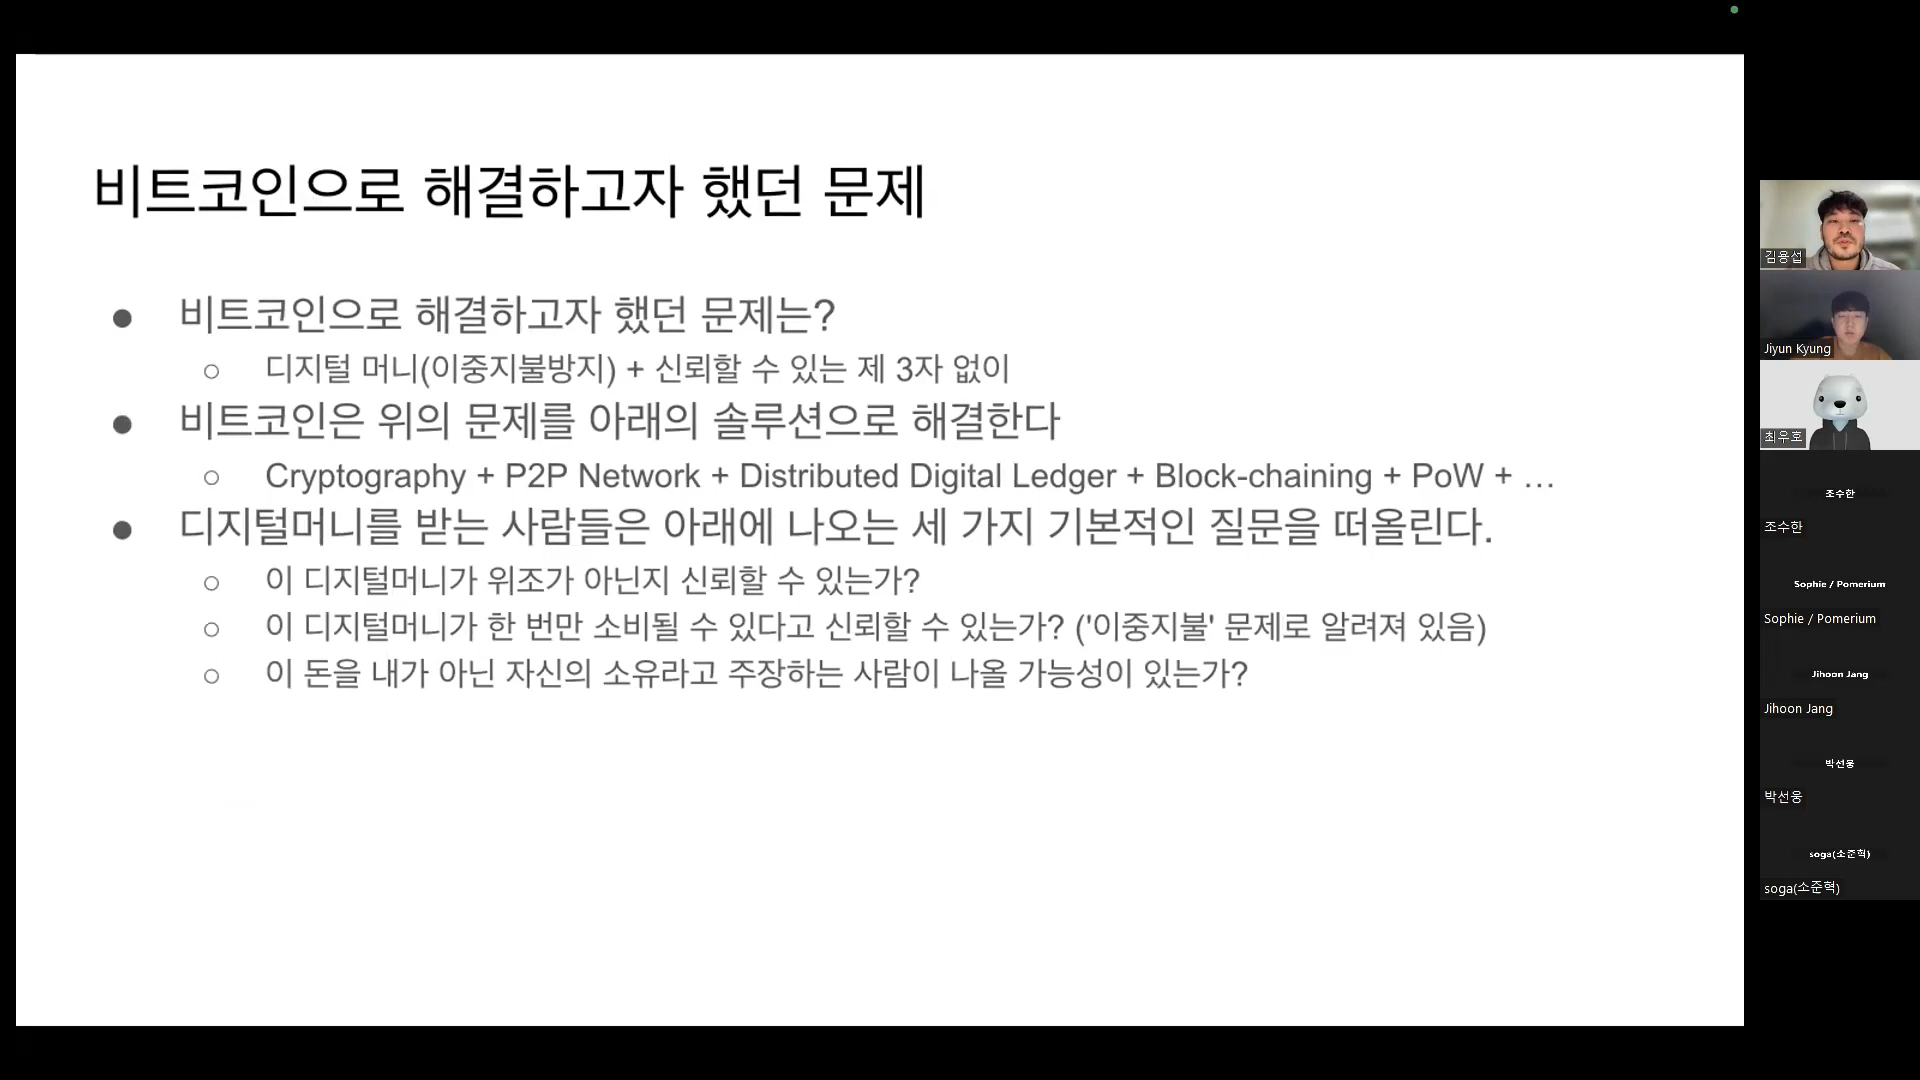 비트코인으로 해결하고자 했던 문제
● 비트코인으로 해결하고자 했던 문제는?
○ 디지털 머니(이중지불방지) + 신뢰할 수 있는 제 3자 없이
● 비트코인은 위의 문제를 아래의 솔루션으로 해결한다
○ Cryptography + P2P Network + Distributed Digital Ledger + Block-chaining + PoW + …
● 디지털머니를 받는 사람들은 아래에 나오는 세 가지 기본적인 질문을 떠올린다.
○ 이 디지털머니가 위조가 아닌지 신뢰할 수 있는가?
○ 이 디지털머니가 한 번만 소비될 수 있다고 신뢰할 수 있는가? ('이중지불' 문제로 알려져 있음)
○ 이 돈을 내가 아닌 자신의 소유라고 주장하는 사람이 나올 가능성이 있는가?
김용섭
Jiyun Kyung
최우호
조수한
조수한
Sophie / Pomerium
Sophie / Pomerium
Jihoon Jang
Jihoon Jang
박선웅
박선웅
soga(소준혁)
soga(소준혁)